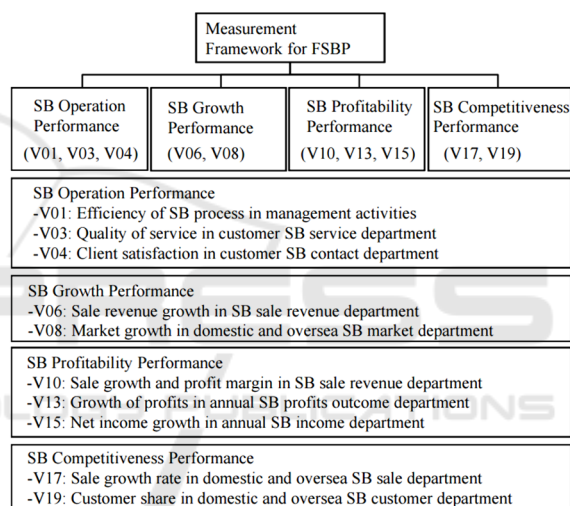 Measurement
Framework for FSBP
SB Operation
Performance
(V01, V03, V04)
SB Growth
Performance
(V06, V08)
SB Profitability
Performance
(V10, V13, V15)
SB Competitiveness
Performance
(V17, V19)
SB Operation Performance
-V01: Efficiency of SB process in management activities
-V03: Quality of service in customer SB service department
-V04: Client satisfaction in customer SB contact department
SB Growth Performance
-V06: Sale revenue growth in SB sale revenue department
-V08: Market growth in domestic and oversea SB market department
SB Profitability Performance
-V10: Sale growth and profit margin in SB sale revenue department
-V13: Growth of profits in annual SB profits outcome department
-V15: Net income growth in annual SB income department
SB Competitiveness Performance
-V17: Sale growth rate in domestic and oversea SB sale department
-V19: Customer share in domestic and oversea SB customer department